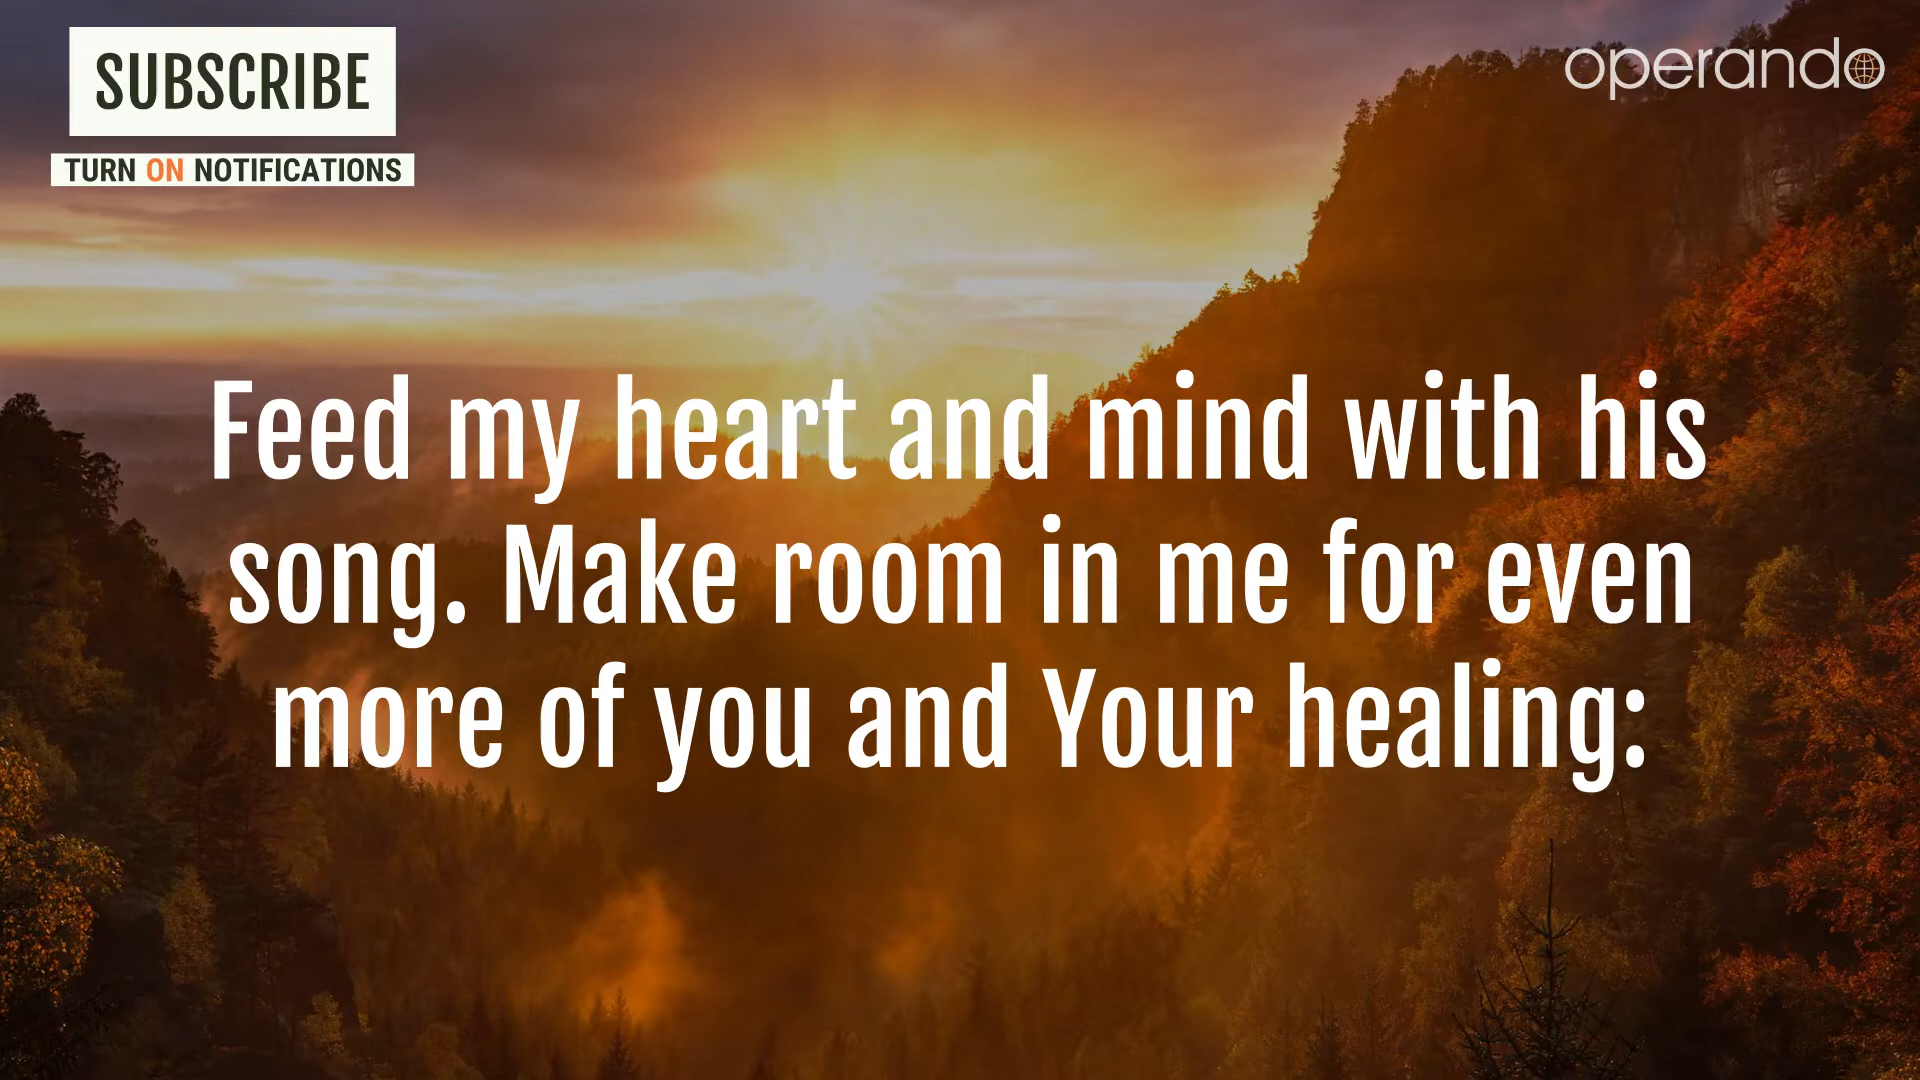 SUBSCRIBE
TURN ON NOTIFICATIONS
operando
Feed my heart and mind with his
song. Make room in me for even
more of you and Your healing: